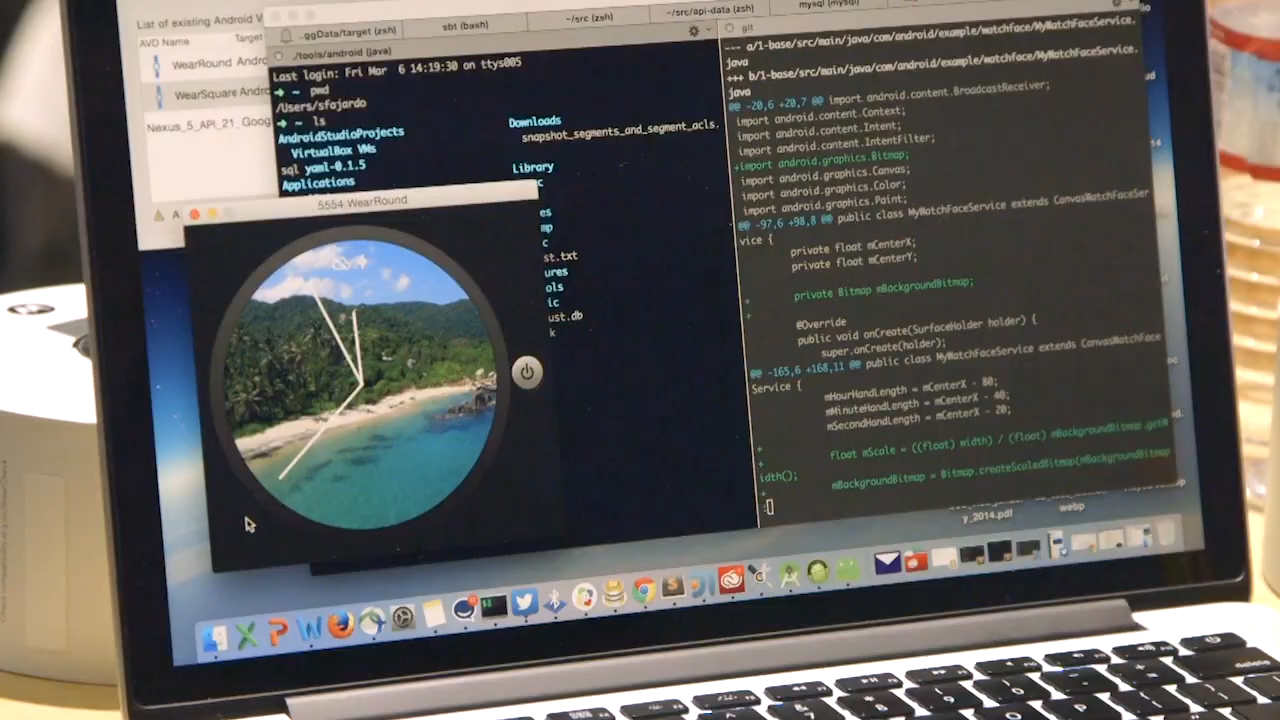 List of existing Android V
AVD Name Target
WearRound Andro
WearSquare Andro
Nexus_5_API_21_ Goog
..ggData/target (zsh)
sbt (bash)
~/src (zsh)
~/src/api-data (zsh)
mysql (mysql)
../tools/android (java)
Last login: Fri Mar 6 14:19:30 on ttys005
➜ ~ pwd
/Users/sfajardo
➜ ~ ls
AndroidStudioProjects Downloads
VirtualBox VMs snapshot_segments_and_segment_acls.
sql yaml-0.1.5
Applications Library
c
es
mp
c
st.txt
ures
ols
ic
ust.db
k
5554:WearRound
git
--- a/1-base/src/main/java/com/android/example/watchface/MyWatchFaceService.
java
+++ b/1-base/src/main/java/com/android/example/watchface/MyWatchFaceService.
java
@@ -20,6 +20,7 @@ import android.content.BroadcastReceiver;
import android.content.Context;
import android.content.Intent;
import android.content.IntentFilter;
+import android.graphics.Bitmap;
import android.graphics.Canvas;
import android.graphics.Color;
import android.graphics.Paint;
@@ -97,6 +98,8 @@ public class MyWatchFaceService extends CanvasWatchFaceSer
vice {
private float mCenterX;
private float mCenterY;
+ private Bitmap mBackgroundBitmap;
+
@Override
public void onCreate(SurfaceHolder holder) {
super.onCreate(holder);
@@ -165,6 +168,11 @@ public class MyWatchFaceService extends CanvasWatchFace
Service {
mHourHandLength = mCenterX - 80;
mMinuteHandLength = mCenterX - 40;
mSecondHandLength = mCenterX - 20;
+
+ float mScale = ((float) width) / (float) mBackgroundBitmap.getW
idth();
+ mBackgroundBitmap = Bitmap.createScaledBitmap(mBackgroundBitmap
:
y_2014.pdf
webp
delete